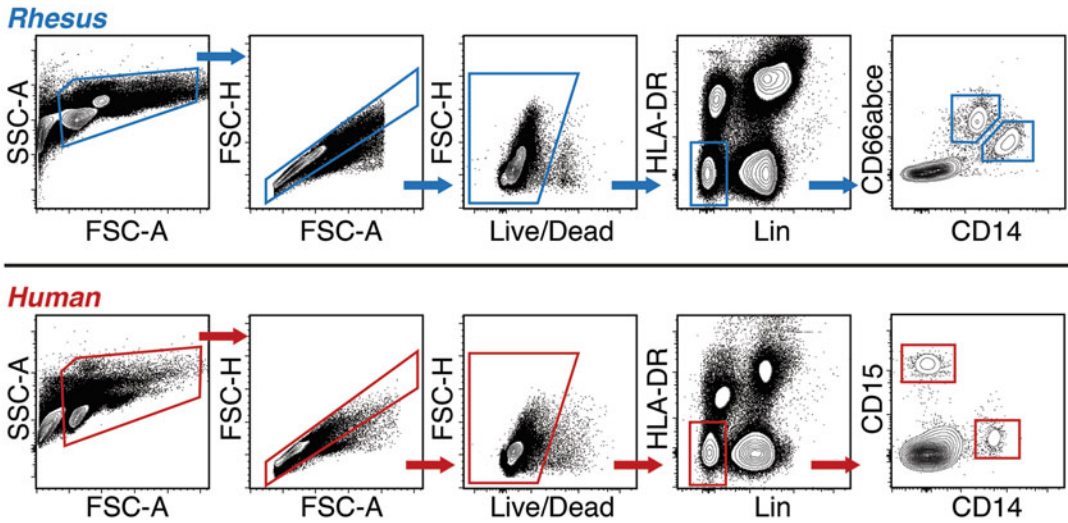 Rhesus
SSC-A
FSC-A
FSC-H
FSC-A
FSC-H
Live/Dead
HLA-DR
Lin
CD66abce
CD14
Human
SSC-A
FSC-A
FSC-H
FSC-A
FSC-H
Live/Dead
HLA-DR
Lin
CD15
CD14